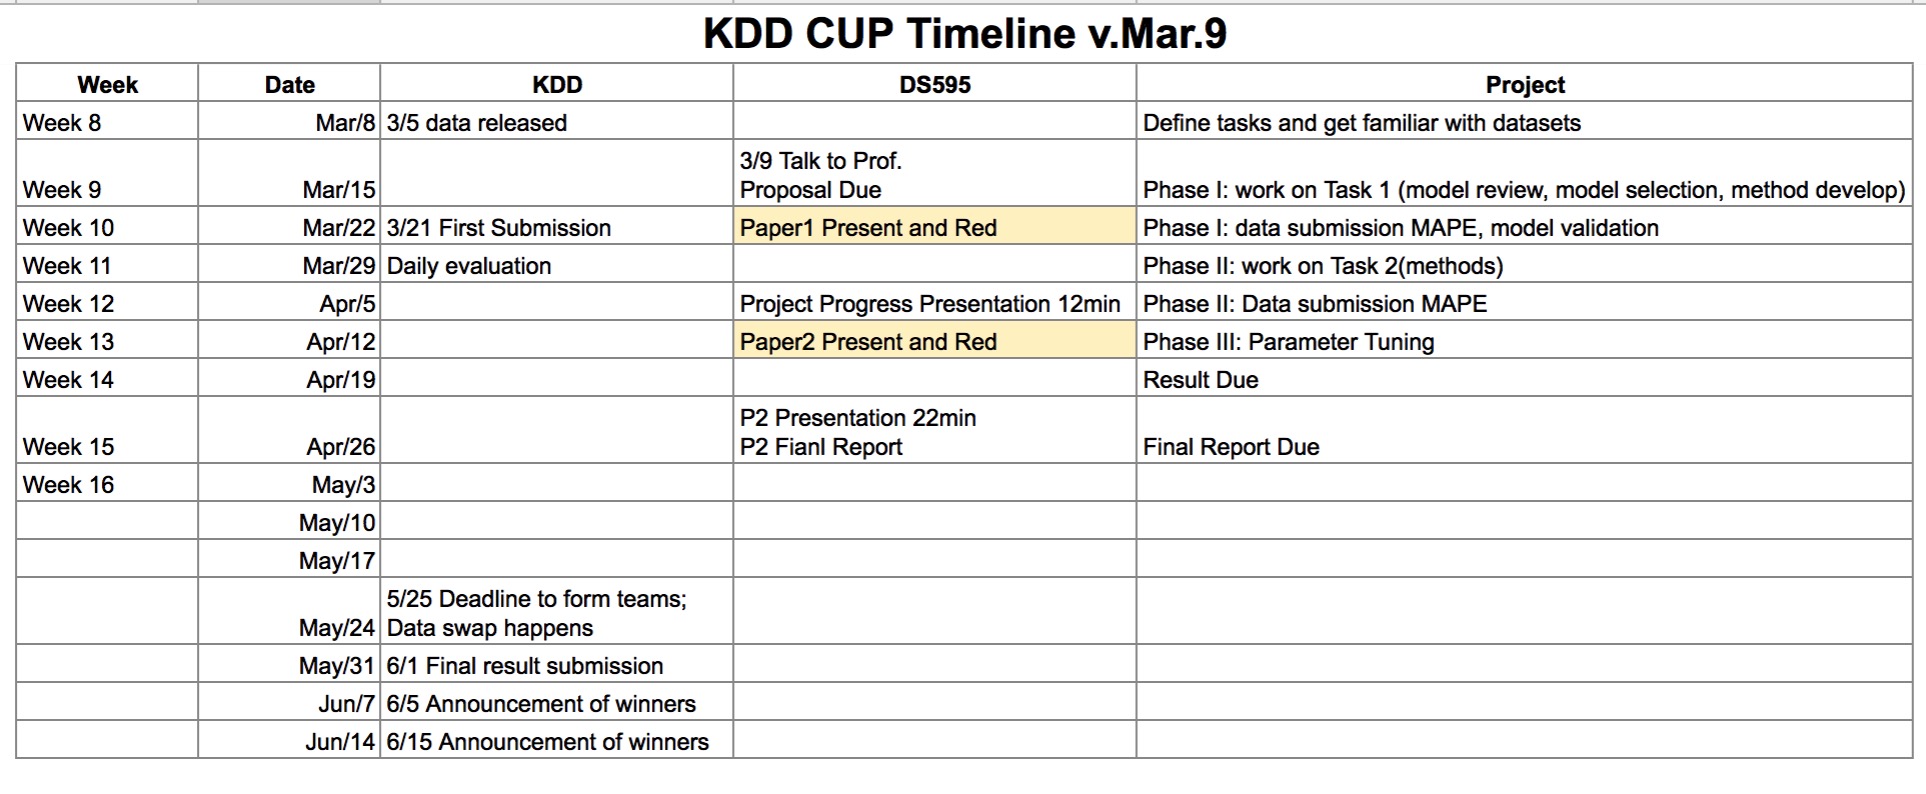 KDD CUP Timeline v.Mar.9
Week Date KDD DS595 Project
Week 8 Mar/8 3/5 data released Define tasks and get familiar with datasets
3/9 Talk to Prof.
Week 9 Mar/15 Proposal Due Phase I: work on Task 1 (model review, model selection, method develop)
Week 10 Mar/22 3/21 First Submission Paper1 Present and Red Phase I: data submission MAPE, model validation
Week 11 Mar/29 Daily evaluation Phase II: work on Task 2(methods)
Week 12 Apr/5 Project Progress Presentation 12min Phase II: Data submission MAPE
Week 13 Apr/12 Paper2 Present and Red Phase III: Parameter Tuning
Week 14 Apr/19 Result Due
P2 Presentation 22min
Week 15 Apr/26 P2 Fianl Report Final Report Due
Week 16 May/3
May/10
May/17
5/25 Deadline to form teams;
May/24 Data swap happens
May/31 6/1 Final result submission
Jun/7 6/5 Announcement of winners
Jun/14 6/15 Announcement of winners